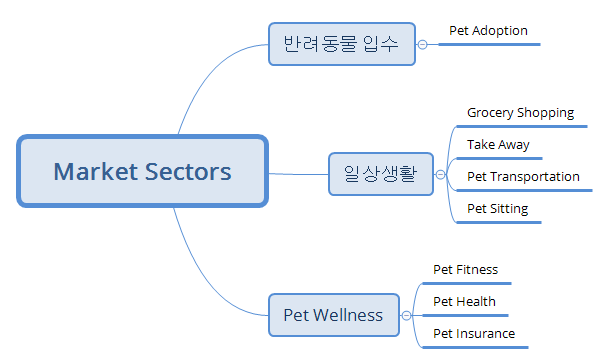 Market Sectors
반려동물 입수
Pet Adoption
일상생활
Grocery Shopping
Take Away
Pet Transportation
Pet Sitting
Pet Wellness
Pet Fitness
Pet Health
Pet Insurance